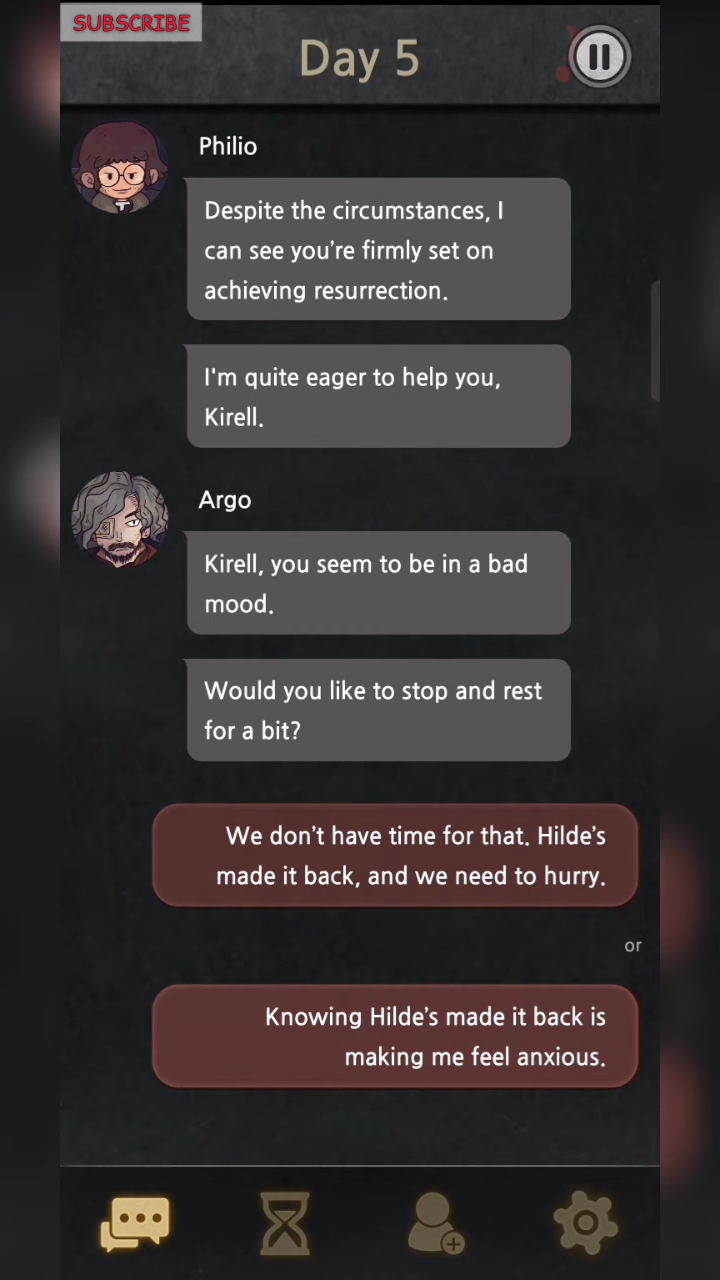 SUBSCRIBE
Day 5
Philio
Despite the circumstances, I
can see you’re firmly set on
achieving resurrection.
I'm quite eager to help you,
Kirell.
Argo
Kirell, you seem to be in a bad
mood.
Would you like to stop and rest
for a bit?
We don’t have time for that. Hilde’s
made it back, and we need to hurry.
or
Knowing Hilde’s made it back is
making me feel anxious.